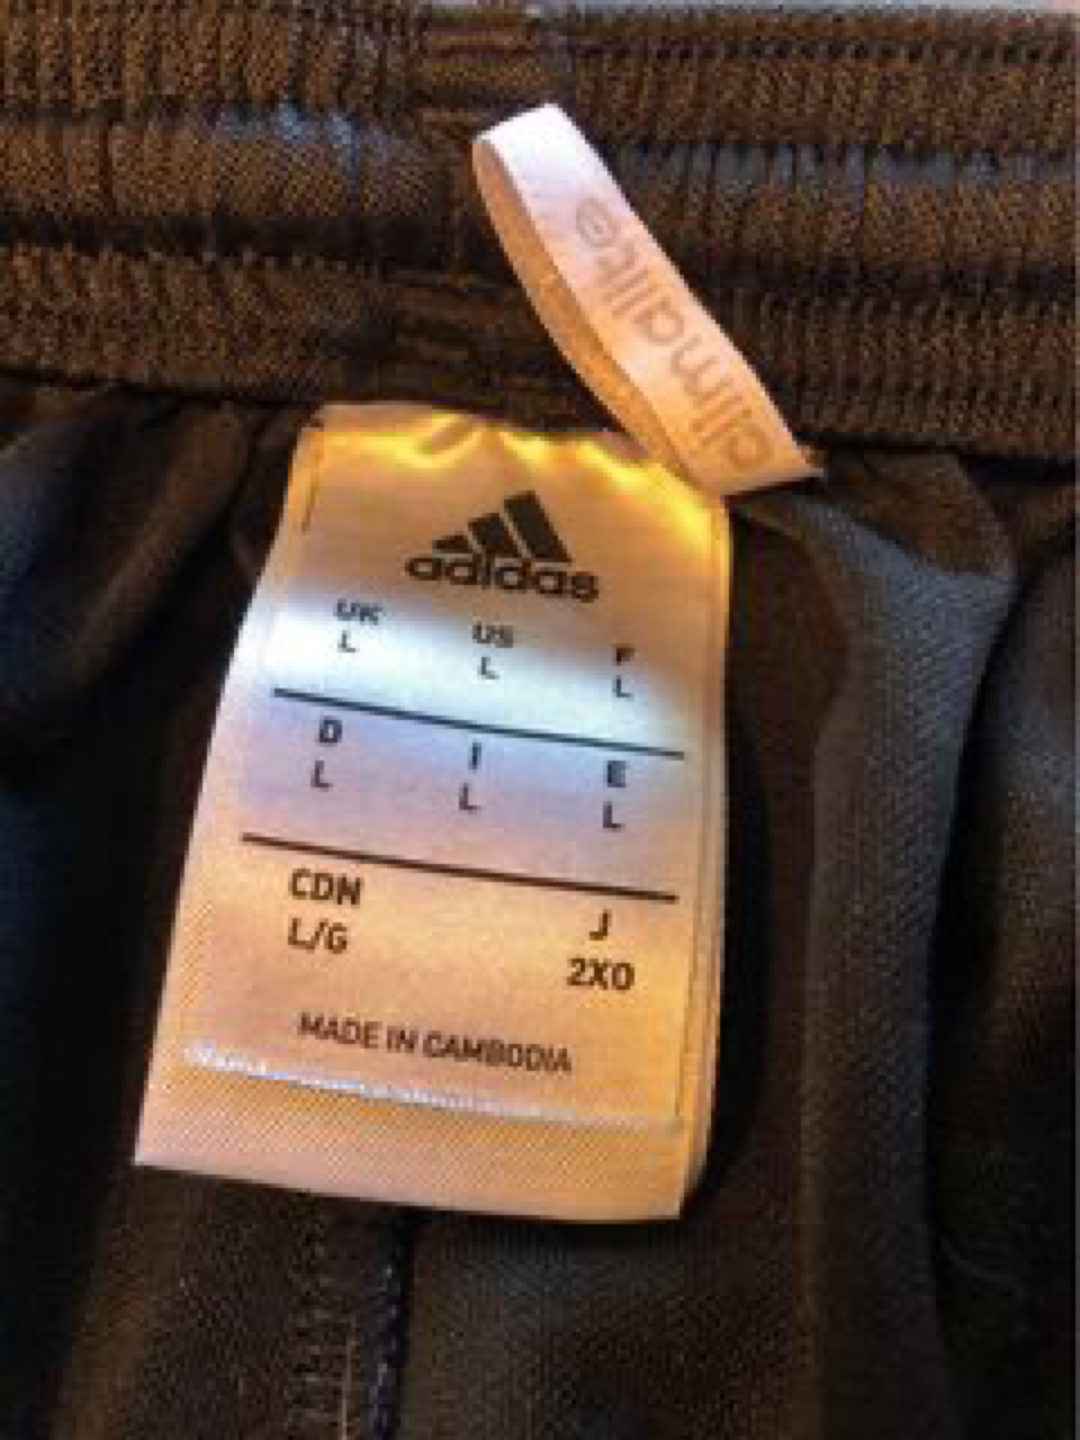 climalite
adidas
UK US F
L L L
D I E
L L L
CDN J
L/G 2XO
MADE IN CAMBODIA